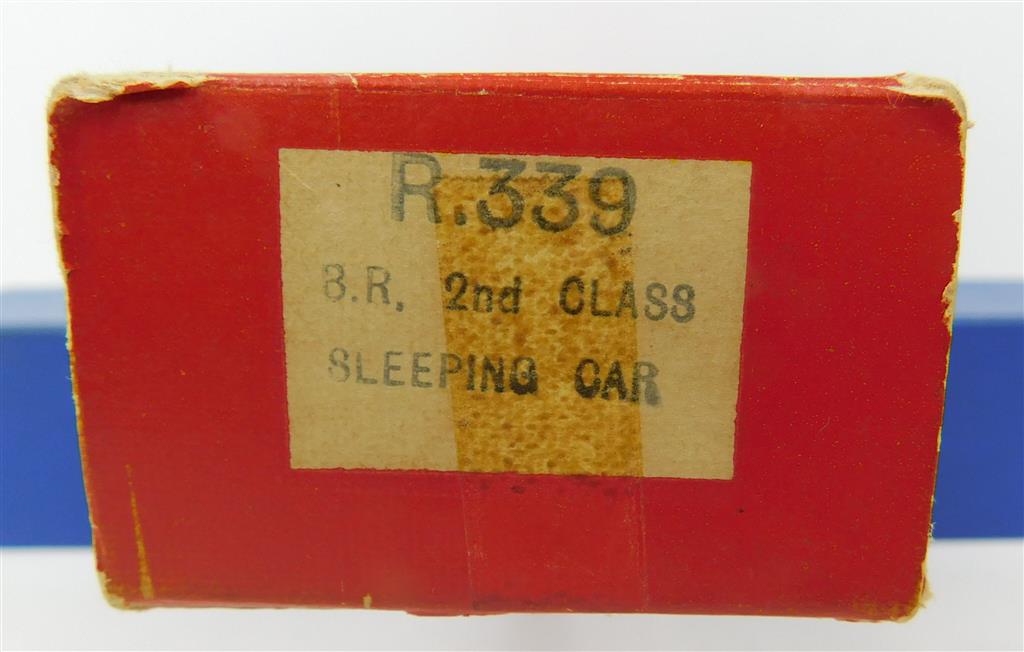 R.339
B.R. 2nd CLASS
SLEEPING CAR